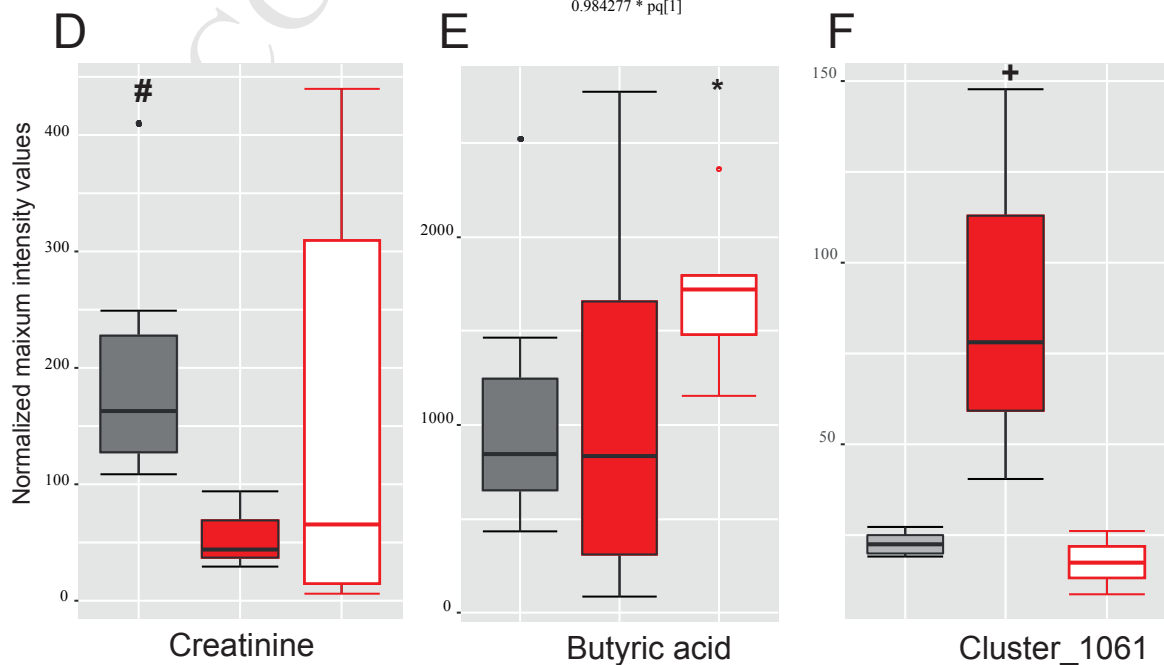 0.984277 * pq[1]
D E F
Normalized maixum intensity values
#
400
300
200
100
0
Creatinine
*
2000
1000
0
Butyric acid
+
150
100
50
Cluster_1061